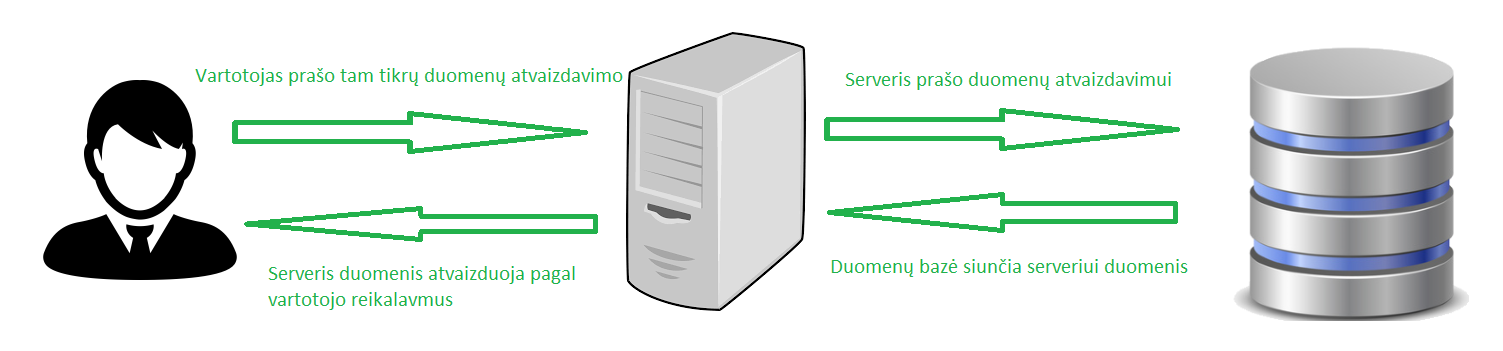 Vartotojas prašo tam tikrų duomenų atvaizdavimo
Serveris prašo duomenų atvaizdavimui
Serveris duomenis atvaizduoja pagal
vartotojo reikalavmus
Duomenų bazė siunčia serveriui duomenis